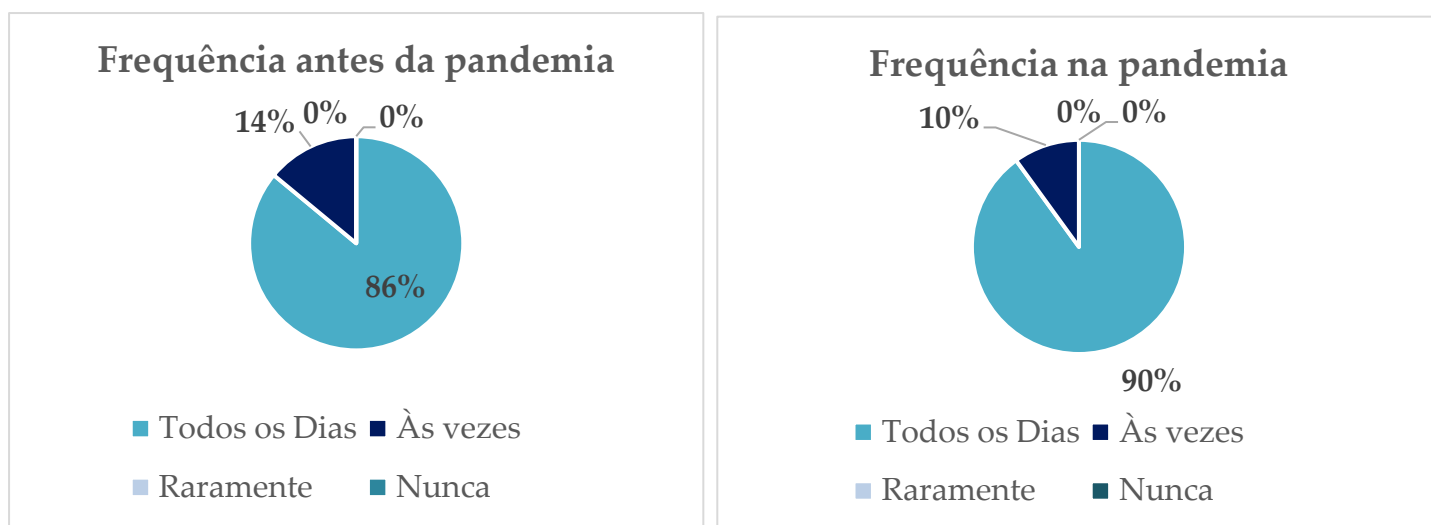 Frequência antes da pandemia
14% 0% 0%
86%
Todos os Dias Às vezes
Raramente Nunca
Frequência na pandemia
10% 0% 0%
90%
Todos os Dias Às vezes
Raramente Nunca